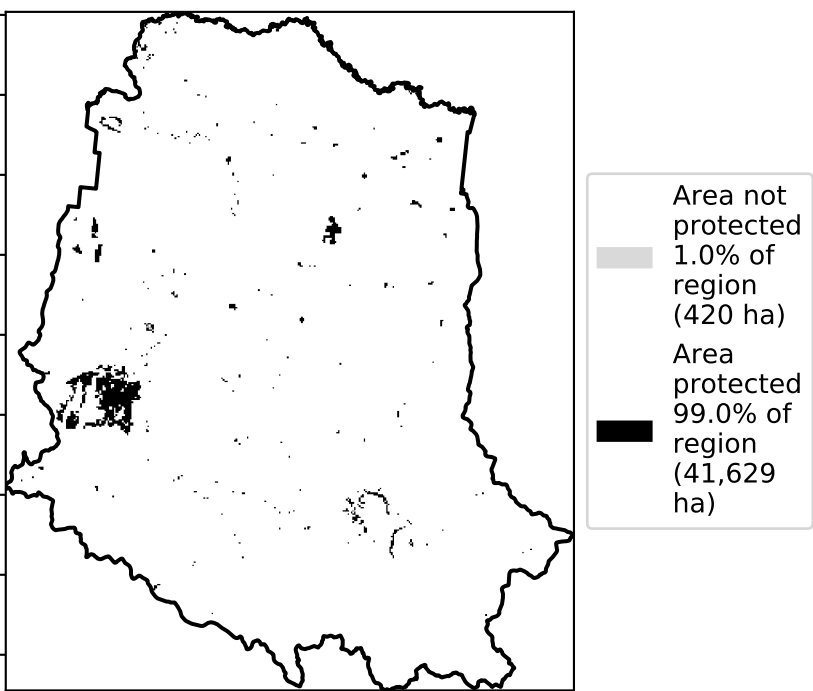 Area not
protected
1.0% of
region
(420 ha)
Area
protected
99.0% of
region
(41,629
ha)